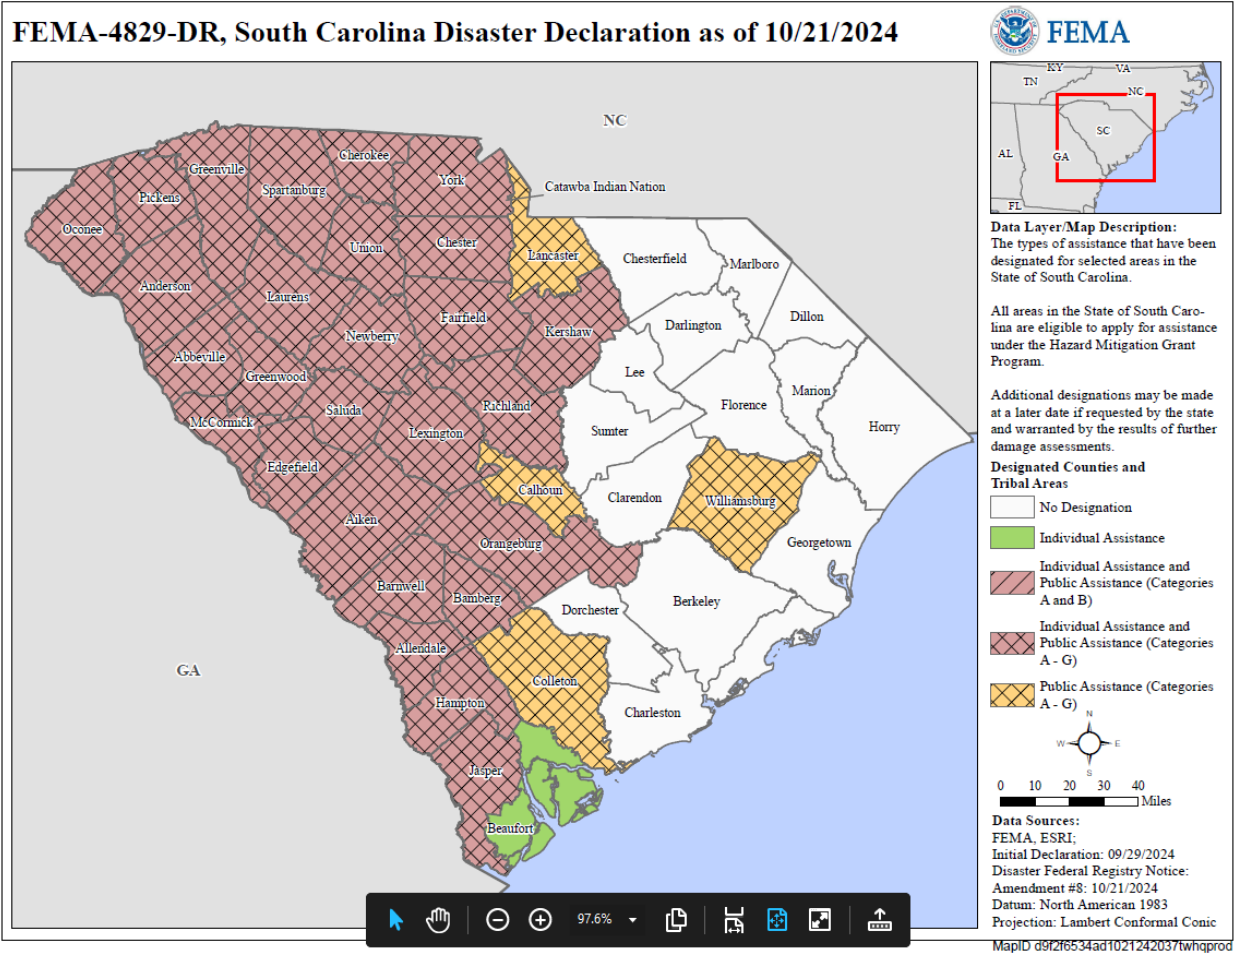 FEMA-4829-DR, South Carolina Disaster Declaration as of 10/21/2024
FEMA
KY
VA
TN
NC
SC
AL
GA
FL
NC
Cherokee
Greenville
York
Spartanburg
Pickens
Catawba Indian Nation
Oconee
Union
Chester
Lancaster
Chesterfield
Marlboro
Anderson
Laurens
Fairfield
Dillon
Darlington
Kershaw
Newberry
Abbeville
Lee
Greenwood
Marion
Saluda
Richland
Florence
McCormick
Lexington
Sumter
Horry
Edgefield
Calhoun
Clarendon
Williamsburg
Aiken
Orangeburg
Georgetown
Barnwell
Bamberg
Dorchester
Berkeley
Allendale
GA
Colleton
Hampton
Charleston
Jasper
Beaufort
Data Layer/Map Description:
The types of assistance that have been
designated for selected areas in the
State of South Carolina.
All areas in the State of South Caro-
lina are eligible to apply for assistance
under the Hazard Mitigation Grant
Program.
Additional designations may be made
at a later date if requested by the state
and warranted by the results of further
damage assessments.
Designated Counties and
Tribal Areas
No Designation
Individual Assistance
Individual Assistance and
Public Assistance (Categories
A and B)
Individual Assistance and
Public Assistance (Categories
A - G)
Public Assistance (Categories
A - G)
N
W E
S
0 10 20 30 40
Miles
Data Sources:
FEMA, ESRI;
Initial Declaration: 09/29/2024
Disaster Federal Registry Notice:
Amendment #8: 10/21/2024
Datum: North American 1983
Projection: Lambert Conformal Conic
MapID d9f2f6534ad1021242037twhqprod
97.6%